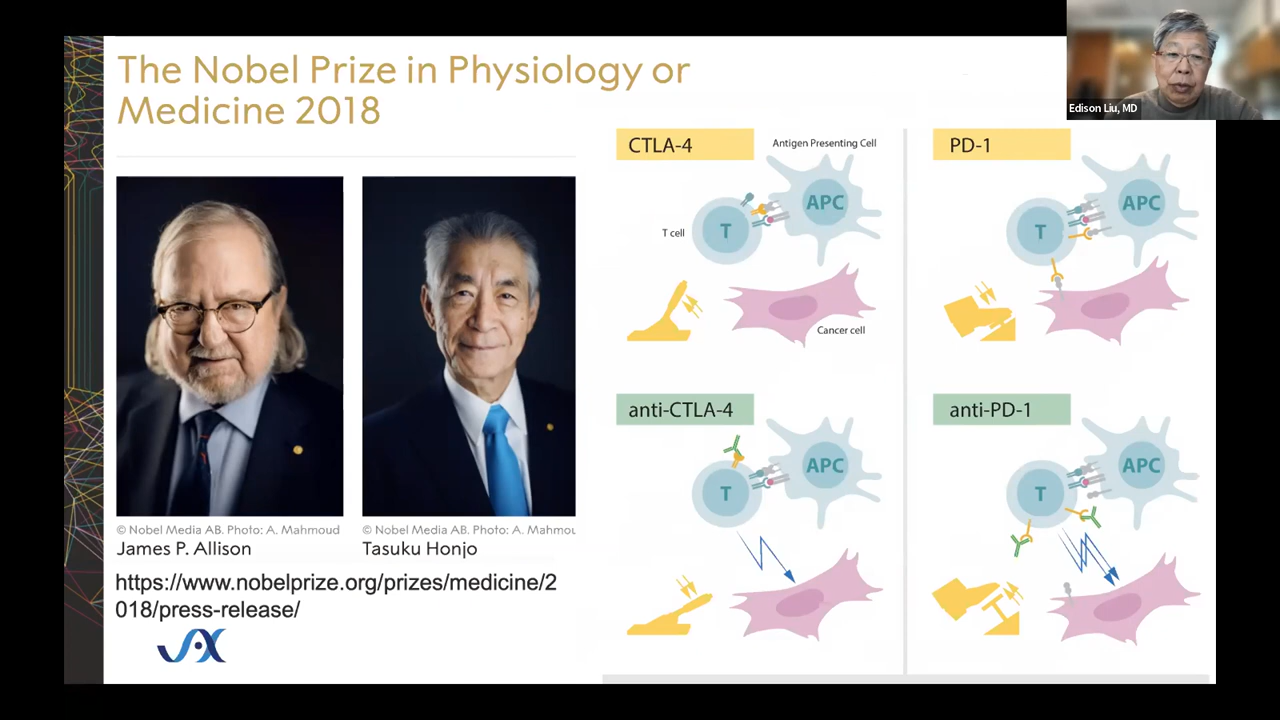 The Nobel Prize in Physiology or
Medicine 2018
Edison Liu, MD
CTLA-4
Antigen Presenting Cell
PD-1
APC
T
T cell
Cancer cell
APC
T
anti-CTLA-4
anti-PD-1
APC
T
APC
T
© Nobel Media AB. Photo: A. Mahmoud
© Nobel Media AB. Photo: A. Mahmou
James P. Allison
Tasuku Honjo
https://www.nobelprize.org/prizes/medicine/2
018/press-release/
JAX